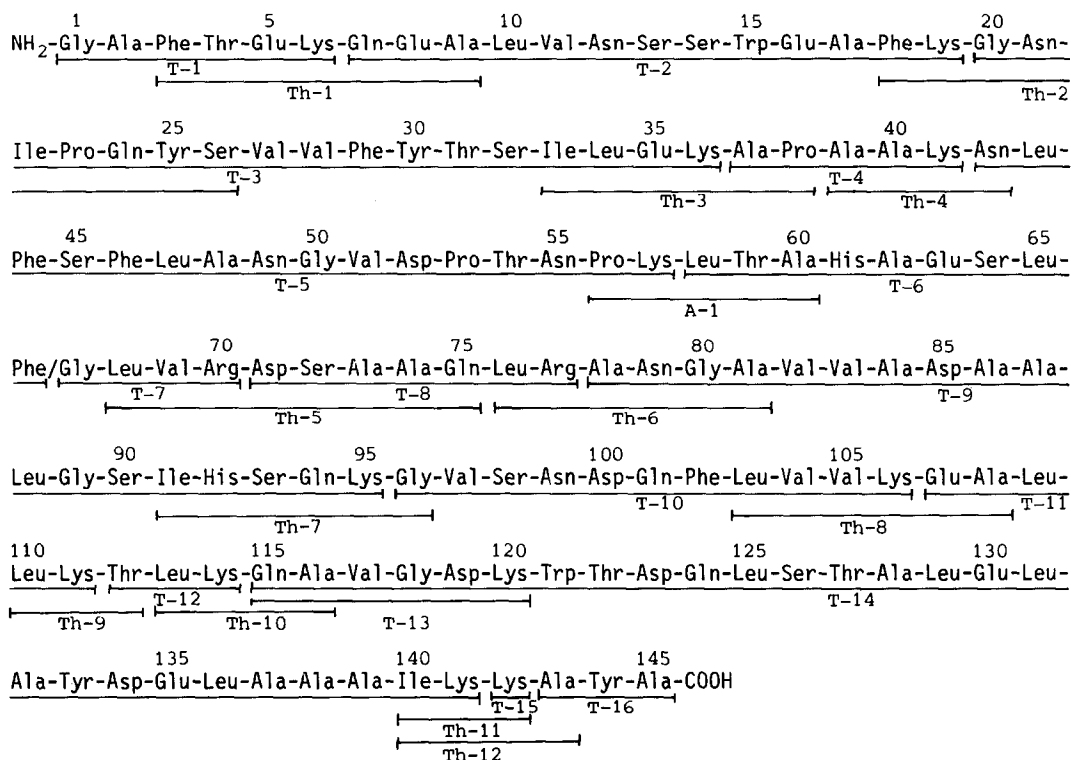 1 5 10 15 20
NH2-Gly-Ala-Phe-Thr-Glu-Lys-Gln-Glu-Ala-Leu-Val-Asn-Ser-Ser-Trp-Glu-Ala-Phe-Lys-Gly-Asn-
T-1 T-2
Th-1 Th-2
25 30 35 40
Ile-Pro-Gln-Tyr-Ser-Val-Val-Phe-Tyr-Thr-Ser-Ile-Leu-Glu-Lys-Ala-Pro-Ala-Ala-Lys-Asn-Leu-
T-3 T-4
Th-3 Th-4
45 50 55 60 65
Phe-Ser-Phe-Leu-Ala-Asn-Gly-Val-Asp-Pro-Thr-Asn-Pro-Lys-Leu-Thr-Ala-His-Ala-Glu-Ser-Leu-
T-5 T-6
A-1
70 75 80 85
Phe/Gly-Leu-Val-Arg-Asp-Ser-Ala-Ala-Gln-Leu-Arg-Ala-Asn-Gly-Ala-Val-Val-Ala-Asp-Ala-Ala-
T-7 T-8 T-9
Th-5 Th-6
90 95 100 105
Leu-Gly-Ser-Ile-His-Ser-Gln-Lys-Gly-Val-Ser-Asn-Asp-Gln-Phe-Leu-Val-Val-Lys-Glu-Ala-Leu-
T-10 T-11
Th-7 Th-8
110 115 120 125 130
Leu-Lys-Thr-Leu-Lys-Gln-Ala-Val-Gly-Asp-Lys-Trp-Thr-Asp-Gln-Leu-Ser-Thr-Ala-Leu-Glu-Leu-
T-12 T-14
Th-9 Th-10 T-13
135 140 145
Ala-Tyr-Asp-Glu-Leu-Ala-Ala-Ala-Ile-Lys-Lys-Ala-Tyr-Ala-COOH
T-15 T-16
Th-11
Th-12